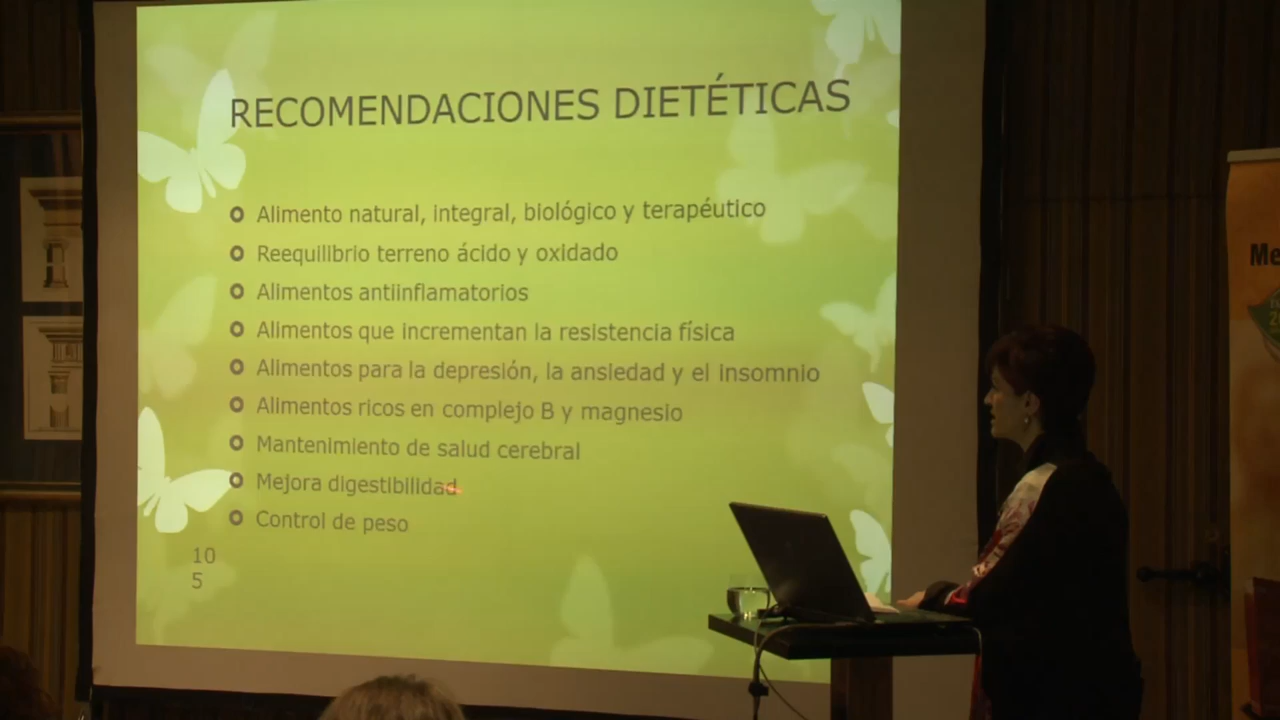 RECOMENDACIONES DIETÉTICAS
Alimento natural, integral, biológico y terapéutico
Reequilibrio terreno ácido y oxidado
Alimentos antiinflamatorios
Alimentos que incrementan la resistencia física
Alimentos para la depresión, la ansiedad y el insomnio
Alimentos ricos en complejo B y magnesio
Mantenimiento de salud cerebral
Mejora digestibilidad
Control de peso
10
5